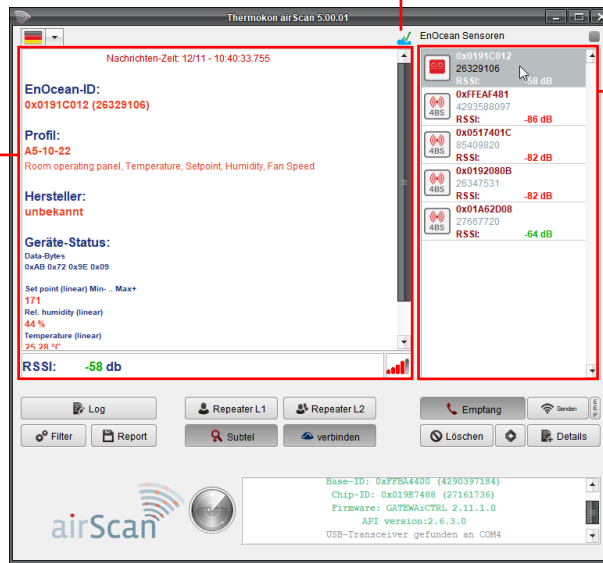 Thermokon airScan 5.00.01
EnOcean Sensoren
Nachrichten-Zeit: 12/11 - 10:40:33.755
EnOcean-ID:
0x0191C012 (26329106)
Profil:
A5-10-22
Room operating panel, Temperature, Setpoint, Humidity, Fan Speed
Hersteller:
unbekannt
Geräte-Status:
Data-Bytes
0xAB 0x72 0x9E 0x09
Set point (linear) Min- .. Max+
171
Rel. humidity (linear)
44 %
Temperature (linear)
25.28 °C
RSSI: -58 db
0x0191C012
26329106
RSSI: -58 dB
0xFFEAF481
4293588097
4BS
RSSI: -86 dB
0x0517401C
85409820
4BS
RSSI: -82 dB
0x0192080B
26347531
4BS
RSSI: -82 dB
0x01A62D08
27667720
4BS
RSSI: -64 dB
Log
Repeater L1
Repeater L2
Empfang
Senden
EEP
Filter
Report
Subtel
verbinden
Löschen
Details
airScan
Base-ID: 0xFFBA4400 (4290397184)
Chip-ID: 0x019E7488 (27161736)
Firmware: GATEWAYCTRL 2.11.1.0
API version:2.6.3.0
USB-Transceiver gefunden an COM4